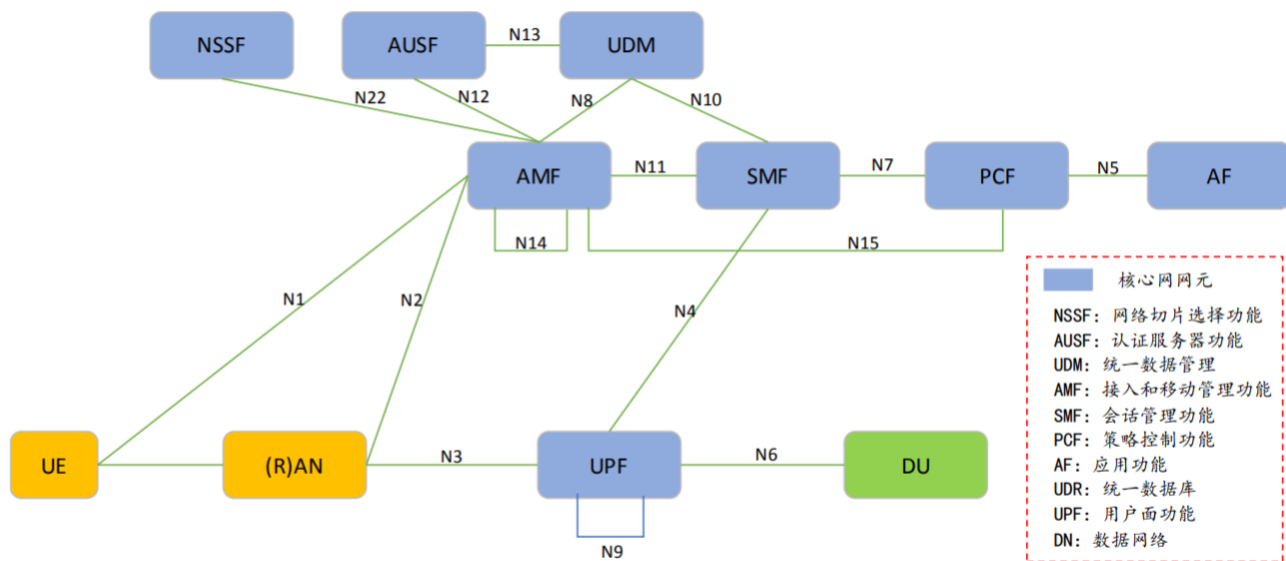 NSSF
AUSF
N13
UDM
N22
N12
N8
N10
AMF
N11
SMF
N7
PCF
N5
AF
N14
N15
N1
N2
N4
UE
(R)AN
N3
UPF
N6
DU
N9
核心网网元
NSSF: 网络切片选择功能
AUSF: 认证服务器功能
UDM: 统一数据管理
AMF: 接入和移动管理功能
SMF: 会话管理功能
PCF: 策略控制功能
AF: 应用功能
UDR: 统一数据库
UPF: 用户面功能
DN: 数据网络